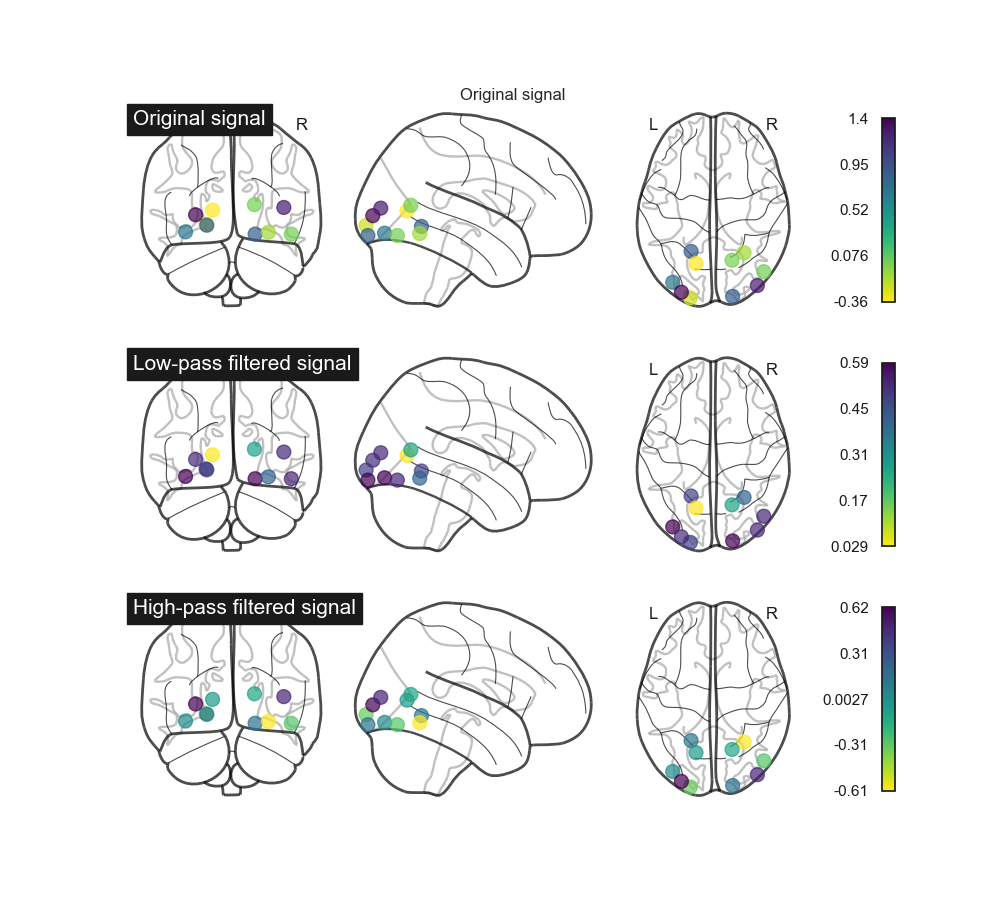 Original signal
Original signal
R
L
R
1.4
0.95
0.52
0.076
-0.36
Low-pass filtered signal
L
R
0.59
0.45
0.31
0.17
0.029
High-pass filtered signal
L
R
0.62
0.31
0.0027
-0.31
-0.61